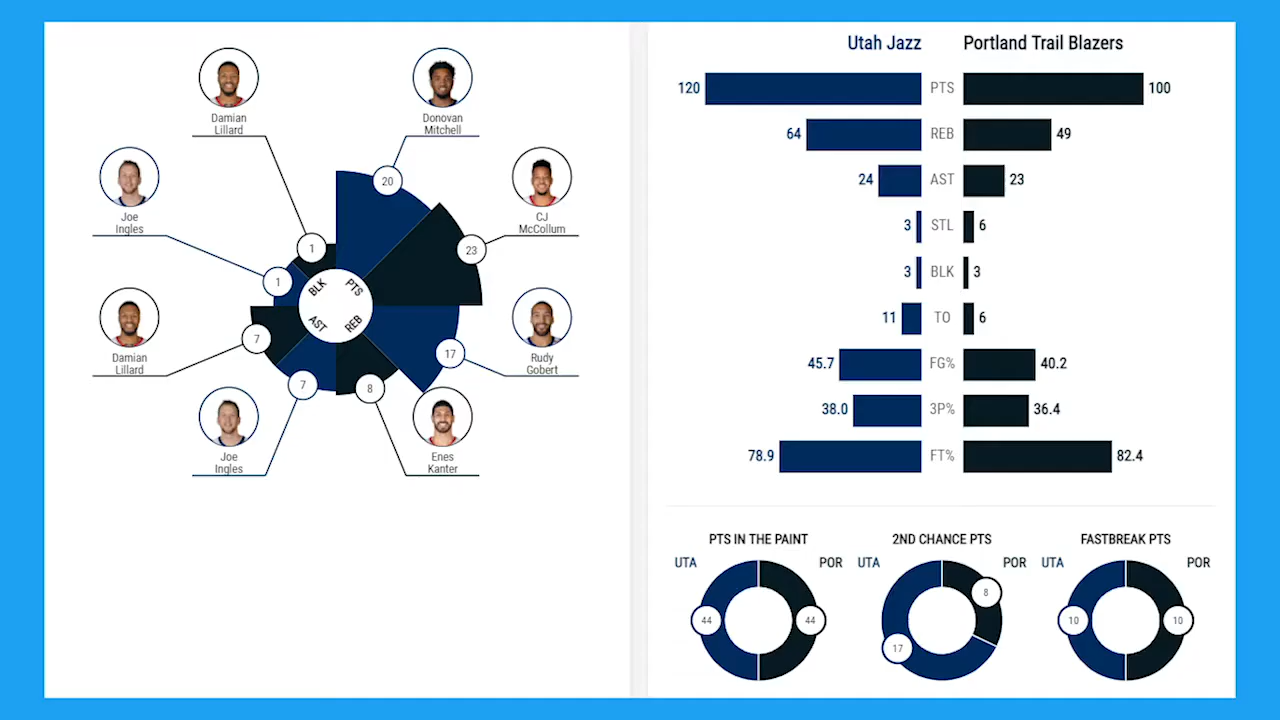 Damian
Lillard
Donovan
Mitchell
20
Joe
Ingles
CJ
McCollum
23
1
1
BLK
PTS
AST
REB
Damian
Lillard
7
17
Rudy
Gobert
7
8
Joe
Ingles
Enes
Kanter
Utah Jazz Portland Trail Blazers
120 PTS 100
64 REB 49
24 AST 23
3 STL 6
3 BLK 3
11 TO 6
45.7 FG% 40.2
38.0 3P% 36.4
78.9 FT% 82.4
PTS IN THE PAINT
UTA POR
44 44
2ND CHANCE PTS
UTA POR
8
17
FASTBREAK PTS
UTA POR
10 10